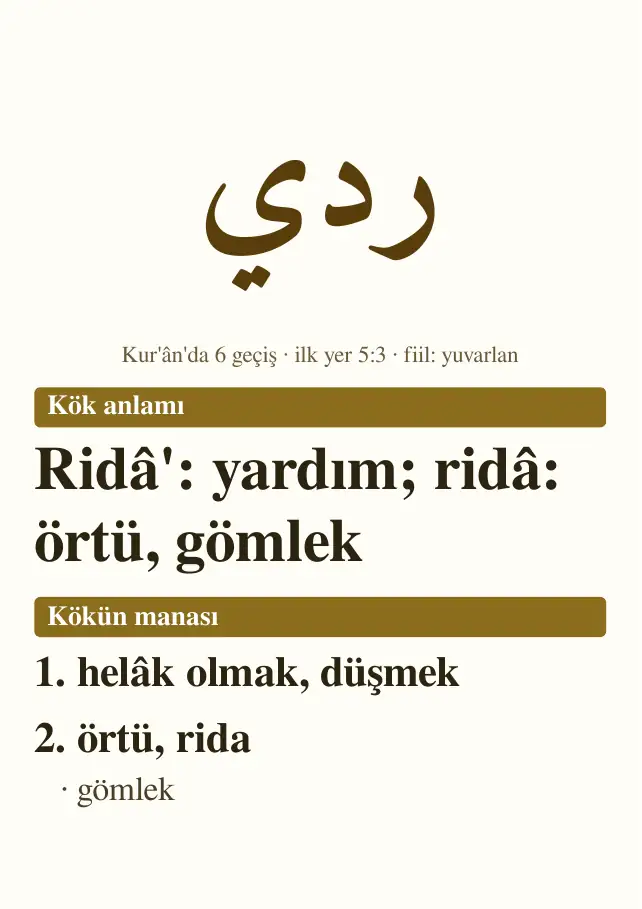 ردي
Kur'ân'da 6 geçiş · ilk yer 5:3 · fiil: yuvarlan
Kök anlamı
Ridâ': yardım; ridâ:
örtü, gömlek
Kökün manası
1. helâk olmak, düşmek
2. örtü, rida
· gömlek